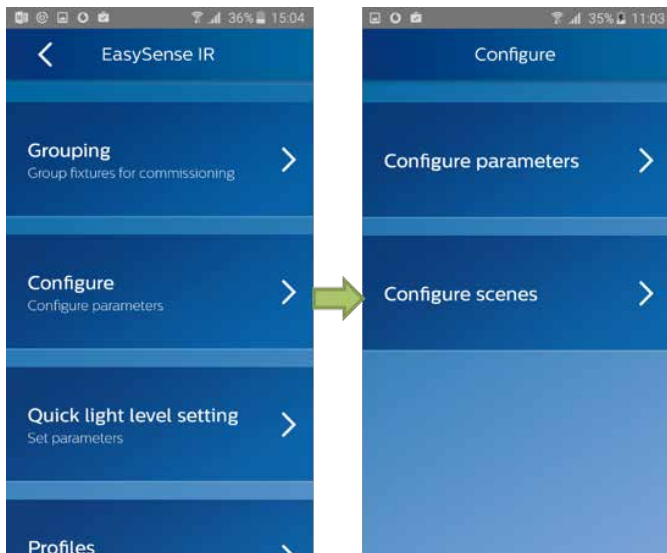 36% 15:04
EasySense IR
Grouping
Group fixtures for commissioning
Configure
Configure parameters
Quick light level setting
Set parameters
Profiles
35% 11:03
Configure
Configure parameters
Configure scenes